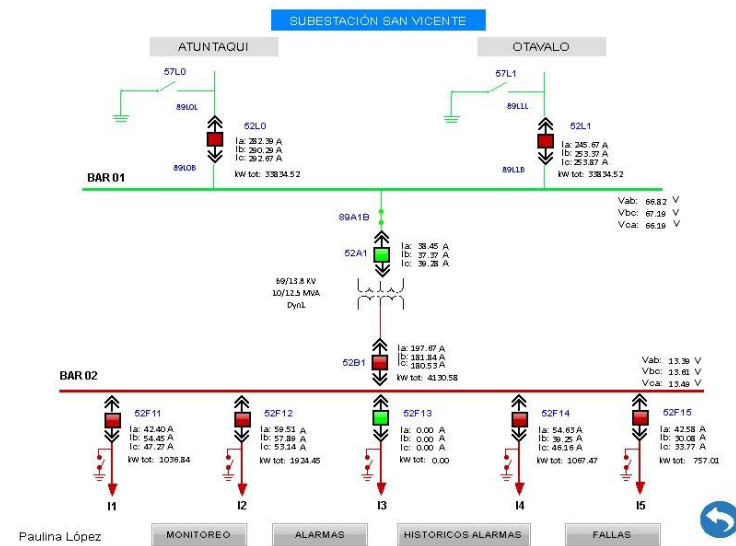 SUBESTACIÓN SAN VICENTE
ATUNTAQUI
OTAVALO
57L0
57L1
89L0L
89L1L
52L0
52L1
Ia: 282.39 A
Ib: 290.29 A
Ic: 292.67 A
Ia: 245.67 A
Ib: 253.37 A
Ic: 253.87 A
89L0B
kW tot: 33834.52
89L1B
kW tot: 33834.52
BAR 01
Vab: 66.82 V
Vbc: 67.19 V
Vca: 66.19 V
89A1B
52A1
Ia: 38.45 A
Ib: 37.37 A
Ic: 39.28 A
69/13.8 KV
10/12.5 MVA
Dyn1
52B1
Ia: 197.67 A
Ib: 181.84 A
Ic: 180.53 A
kW tot: 4130.58
BAR 02
Vab: 13.39 V
Vbc: 13.61 V
Vca: 13.49 V
52F11
52F12
52F13
52F14
52F15
Ia: 42.40 A
Ib: 54.45 A
Ic: 47.27 A
kW tot: 1036.84
Ia: 59.51 A
Ib: 57.89 A
Ic: 53.14 A
kW tot: 1924.45
Ia: 0.00 A
Ib: 0.00 A
Ic: 0.00 A
kW tot: 0.00
Ia: 54.63 A
Ib: 39.25 A
Ic: 46.16 A
kW tot: 1067.47
Ia: 42.58 A
Ib: 30.08 A
Ic: 33.77 A
kW tot: 757.01
I1
I2
I3
I4
I5
Paulina López
MONITOREO
ALARMAS
HISTORICOS ALARMAS
FALLAS